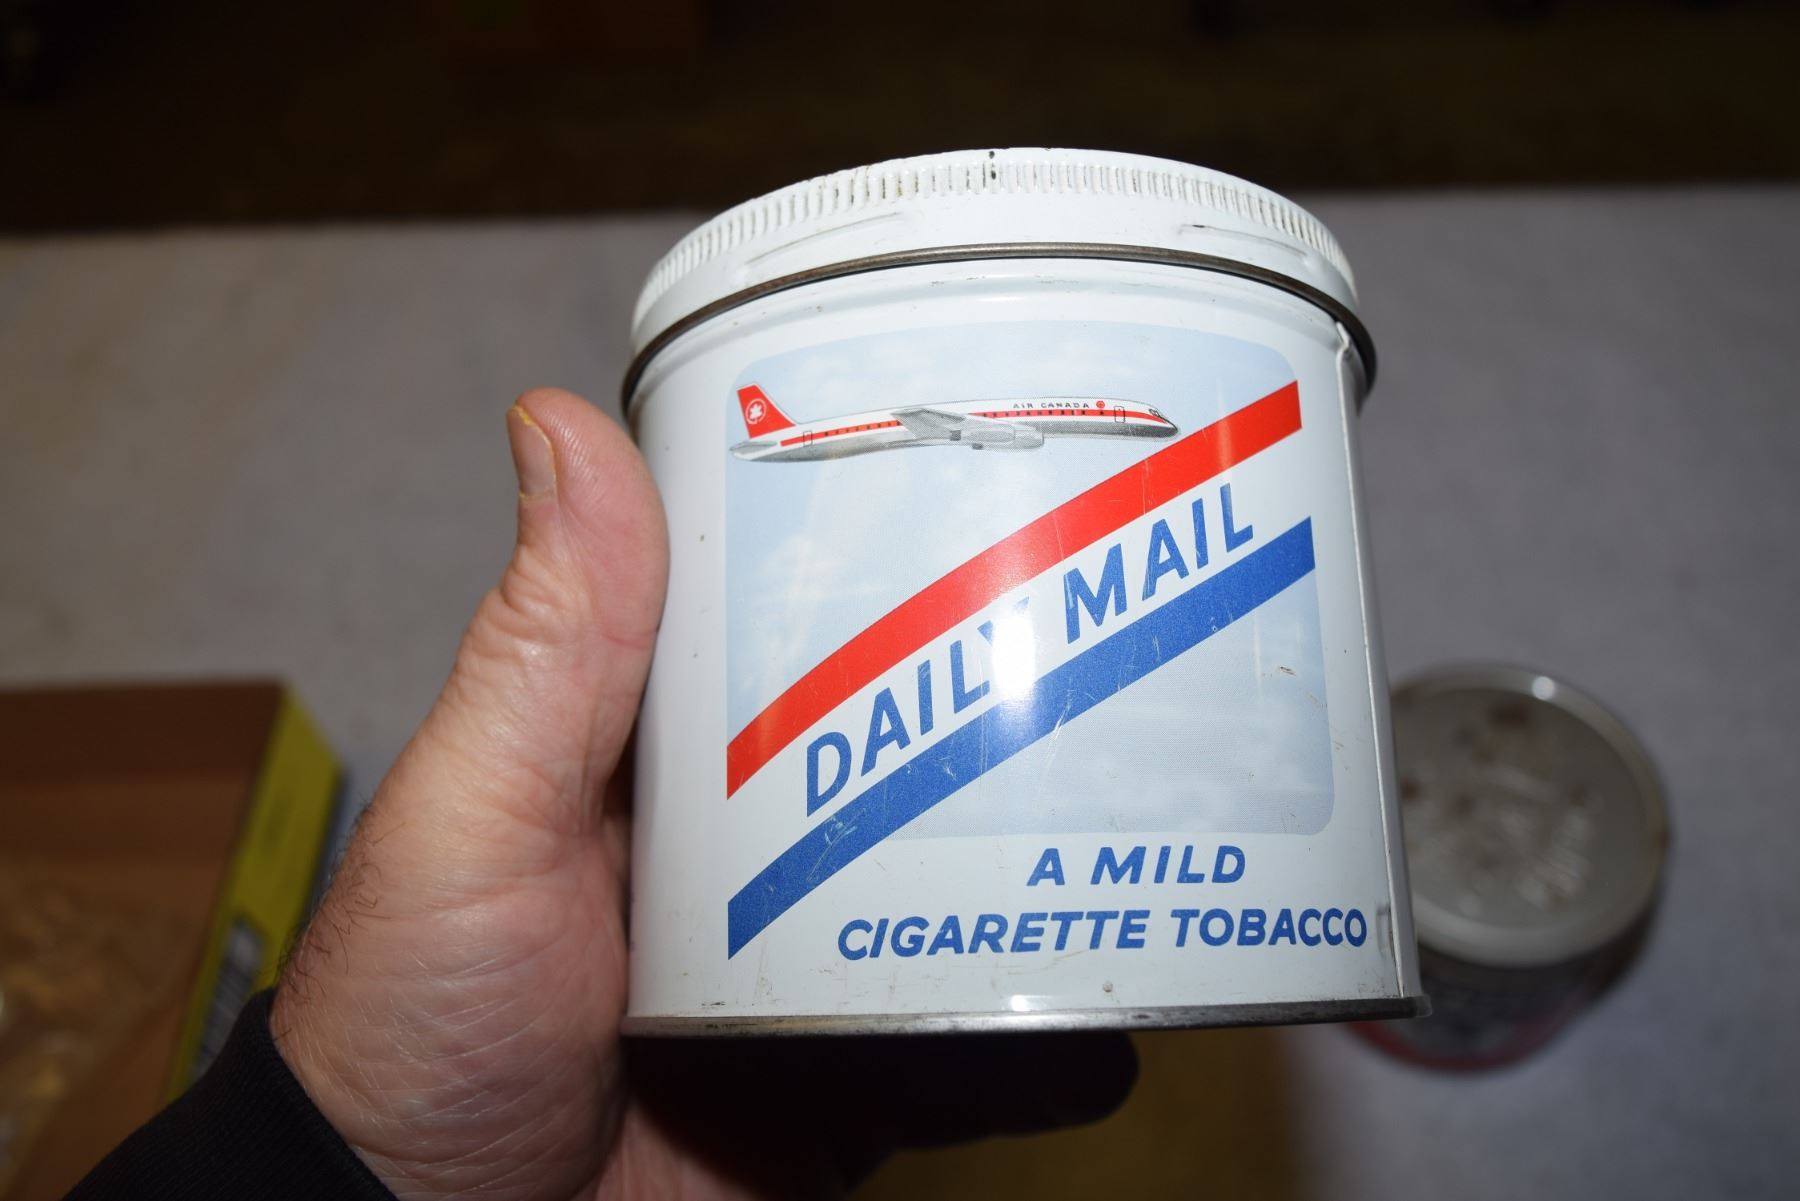 AIR CANADA
DAILY MAIL
A MILD
CIGARETTE TOBACCO